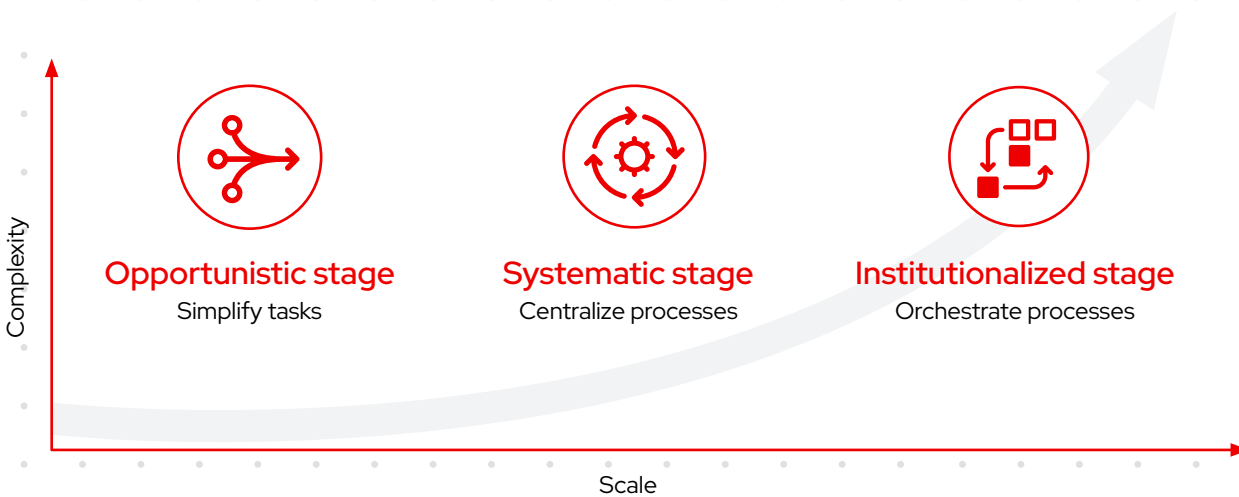 Complexity
Opportunistic stage
Simplify tasks
Systematic stage
Centralize processes
Institutionalized stage
Orchestrate processes
Scale